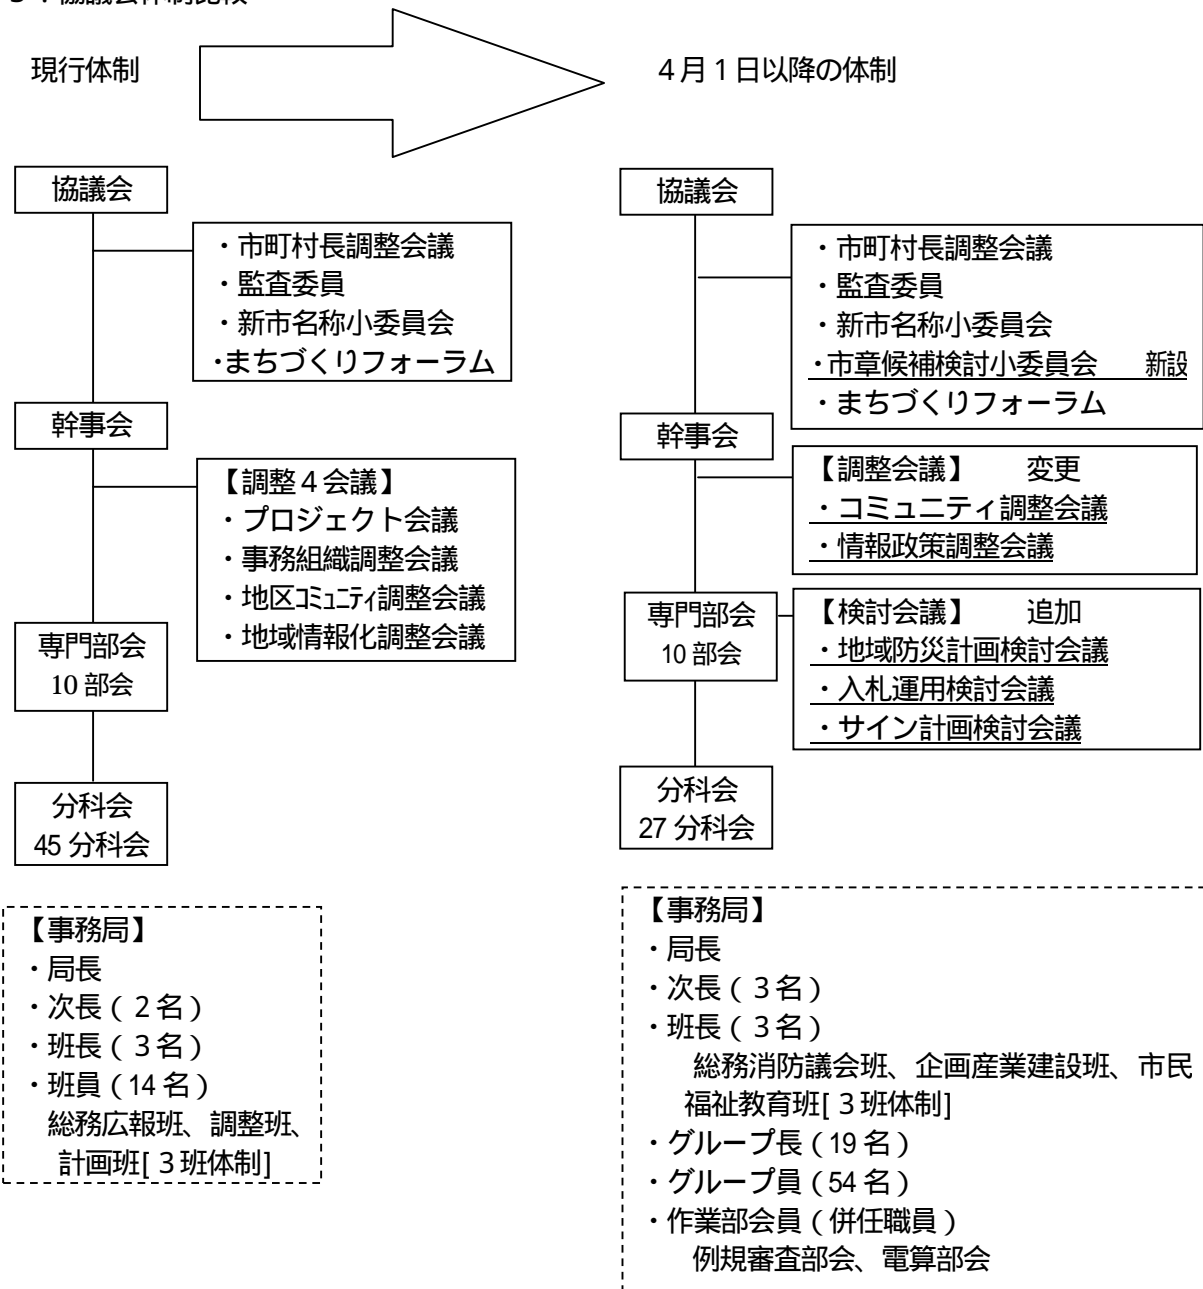 協議会体制比較
現行体制
4月1日以降の体制
協議会
・市町村長調整会議
・監査委員
・新市名称小委員会
・まちづくりフォーラム
幹事会
【調整4会議】
・プロジェクト会議
・事務組織調整会議
・地区コミュニティ調整会議
・地域情報化調整会議
専門部会
10 部会
分科会
45 分科会
【事務局】
・局長
・次長(2名)
・班長(3名)
・班員(14 名)
総務広報班、調整班、
計画班[3班体制]
協議会
・市町村長調整会議
・監査委員
・新市名称小委員会
・市章候補検討小委員会 新設
・まちづくりフォーラム
幹事会
【調整会議】 変更
・コミュニティ調整会議
・情報政策調整会議
専門部会
10 部会
【検討会議】 追加
・地域防災計画検討会議
・入札運用検討会議
・サイン計画検討会議
分科会
27 分科会
【事務局】
・局長
・次長(3名)
・班長(3名)
総務消防議会班、企画産業建設班、市民
福祉教育班[3班体制]
・グループ長(19 名)
・グループ員(54 名)
・作業部会員(併任職員)
例規審査部会、電算部会